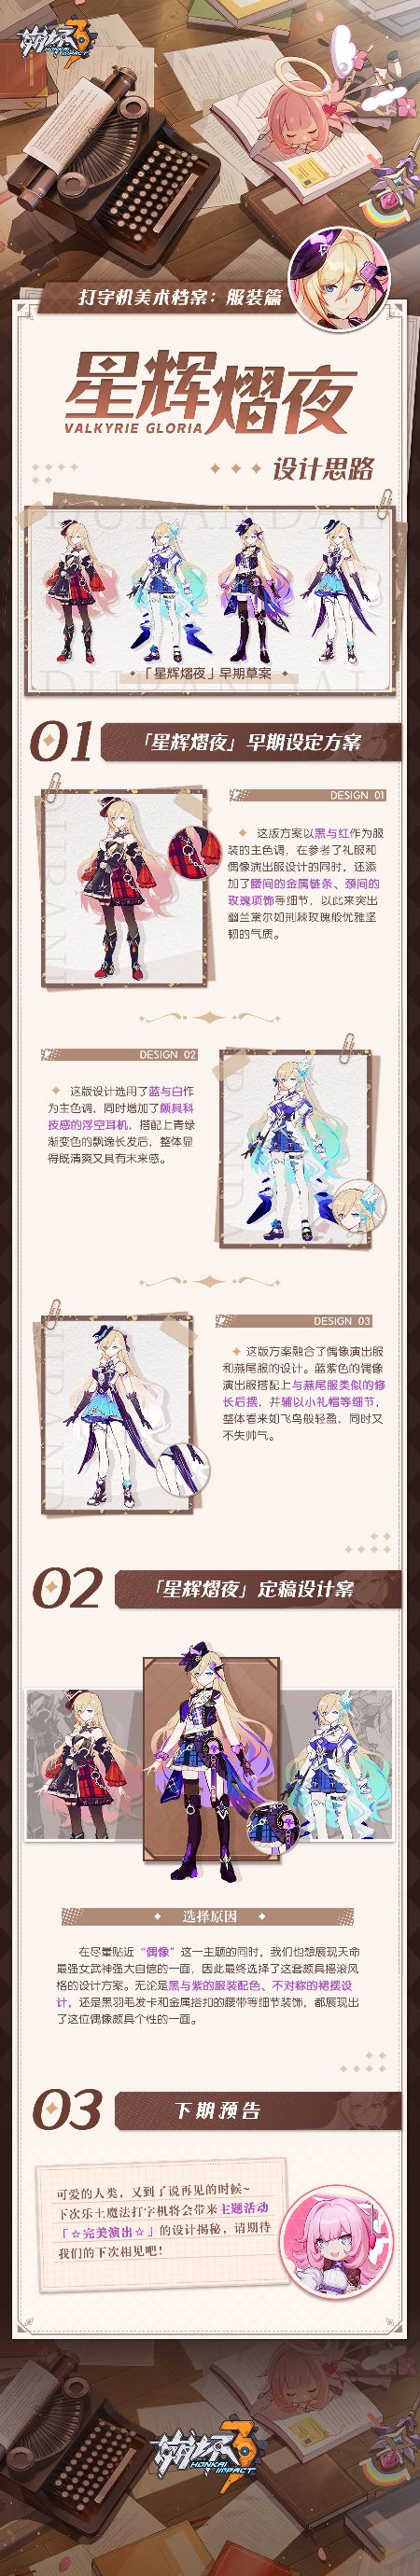 崩坏3
HONKAI IMPACT
打字机美术档案：服装篇
星辉熠夜
VALKYRIE GLORIA
设计思路
DURANDAL
「星辉熠夜」早期草案
01
「星辉熠夜」早期设定方案
DESIGN 01
这版方案以黑与红作为服
装的主色调，在参考了礼服和
偶像演出服设计的同时，还添
加了腰间的金属链条、颈间的
玫瑰项饰等细节，以此来突出
幽兰黛尔如荆棘玫瑰般优雅坚
韧的气质。
DESIGN 02
这版设计选用了蓝与白作
为主色调，同时增加了颇具科
技感的浮空耳机，搭配上青绿
渐变色的飘逸长发后，整体显
得既清爽又具有未来感。
DESIGN 03
这版方案融合了偶像演出服
和燕尾服的设计。蓝紫色的偶像
演出服搭配上与燕尾服类似的修
长后摆，并辅以小礼帽等细节，
整体看来如飞鸟般轻盈，同时又
不失帅气。
02
「星辉熠夜」定稿设计案
选择原因
在尽量贴近“偶像”这一主题的同时，我们也想展现天命
最强女武神强大自信的一面，因此最终选择了这套颇具摇滚风
格的设计方案。无论是黑与紫的服装配色、不对称的裙摆设
计，还是黑羽毛发卡和金属搭扣的腰带等细节装饰，都展现出
了这位偶像颇具个性的一面。
03
下期预告
可爱的人类，又到了说再见的时候~
下次乐土魔法打字机将会带来主题活动
「☆完美演出☆」的设计揭秘，请期待
我们的下次相见吧！
崩坏3
HONKAI IMPACT